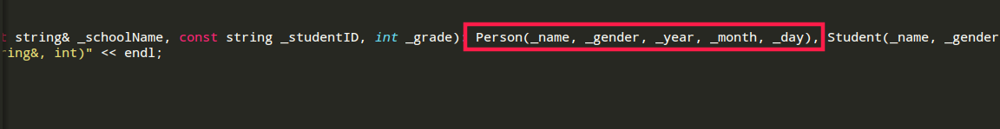 string& _schoolName, const string _studentID, int _grade): Person(_name, _gender, _year, _month, _day), Student(_name, _gender
ring&, int)" << endl;